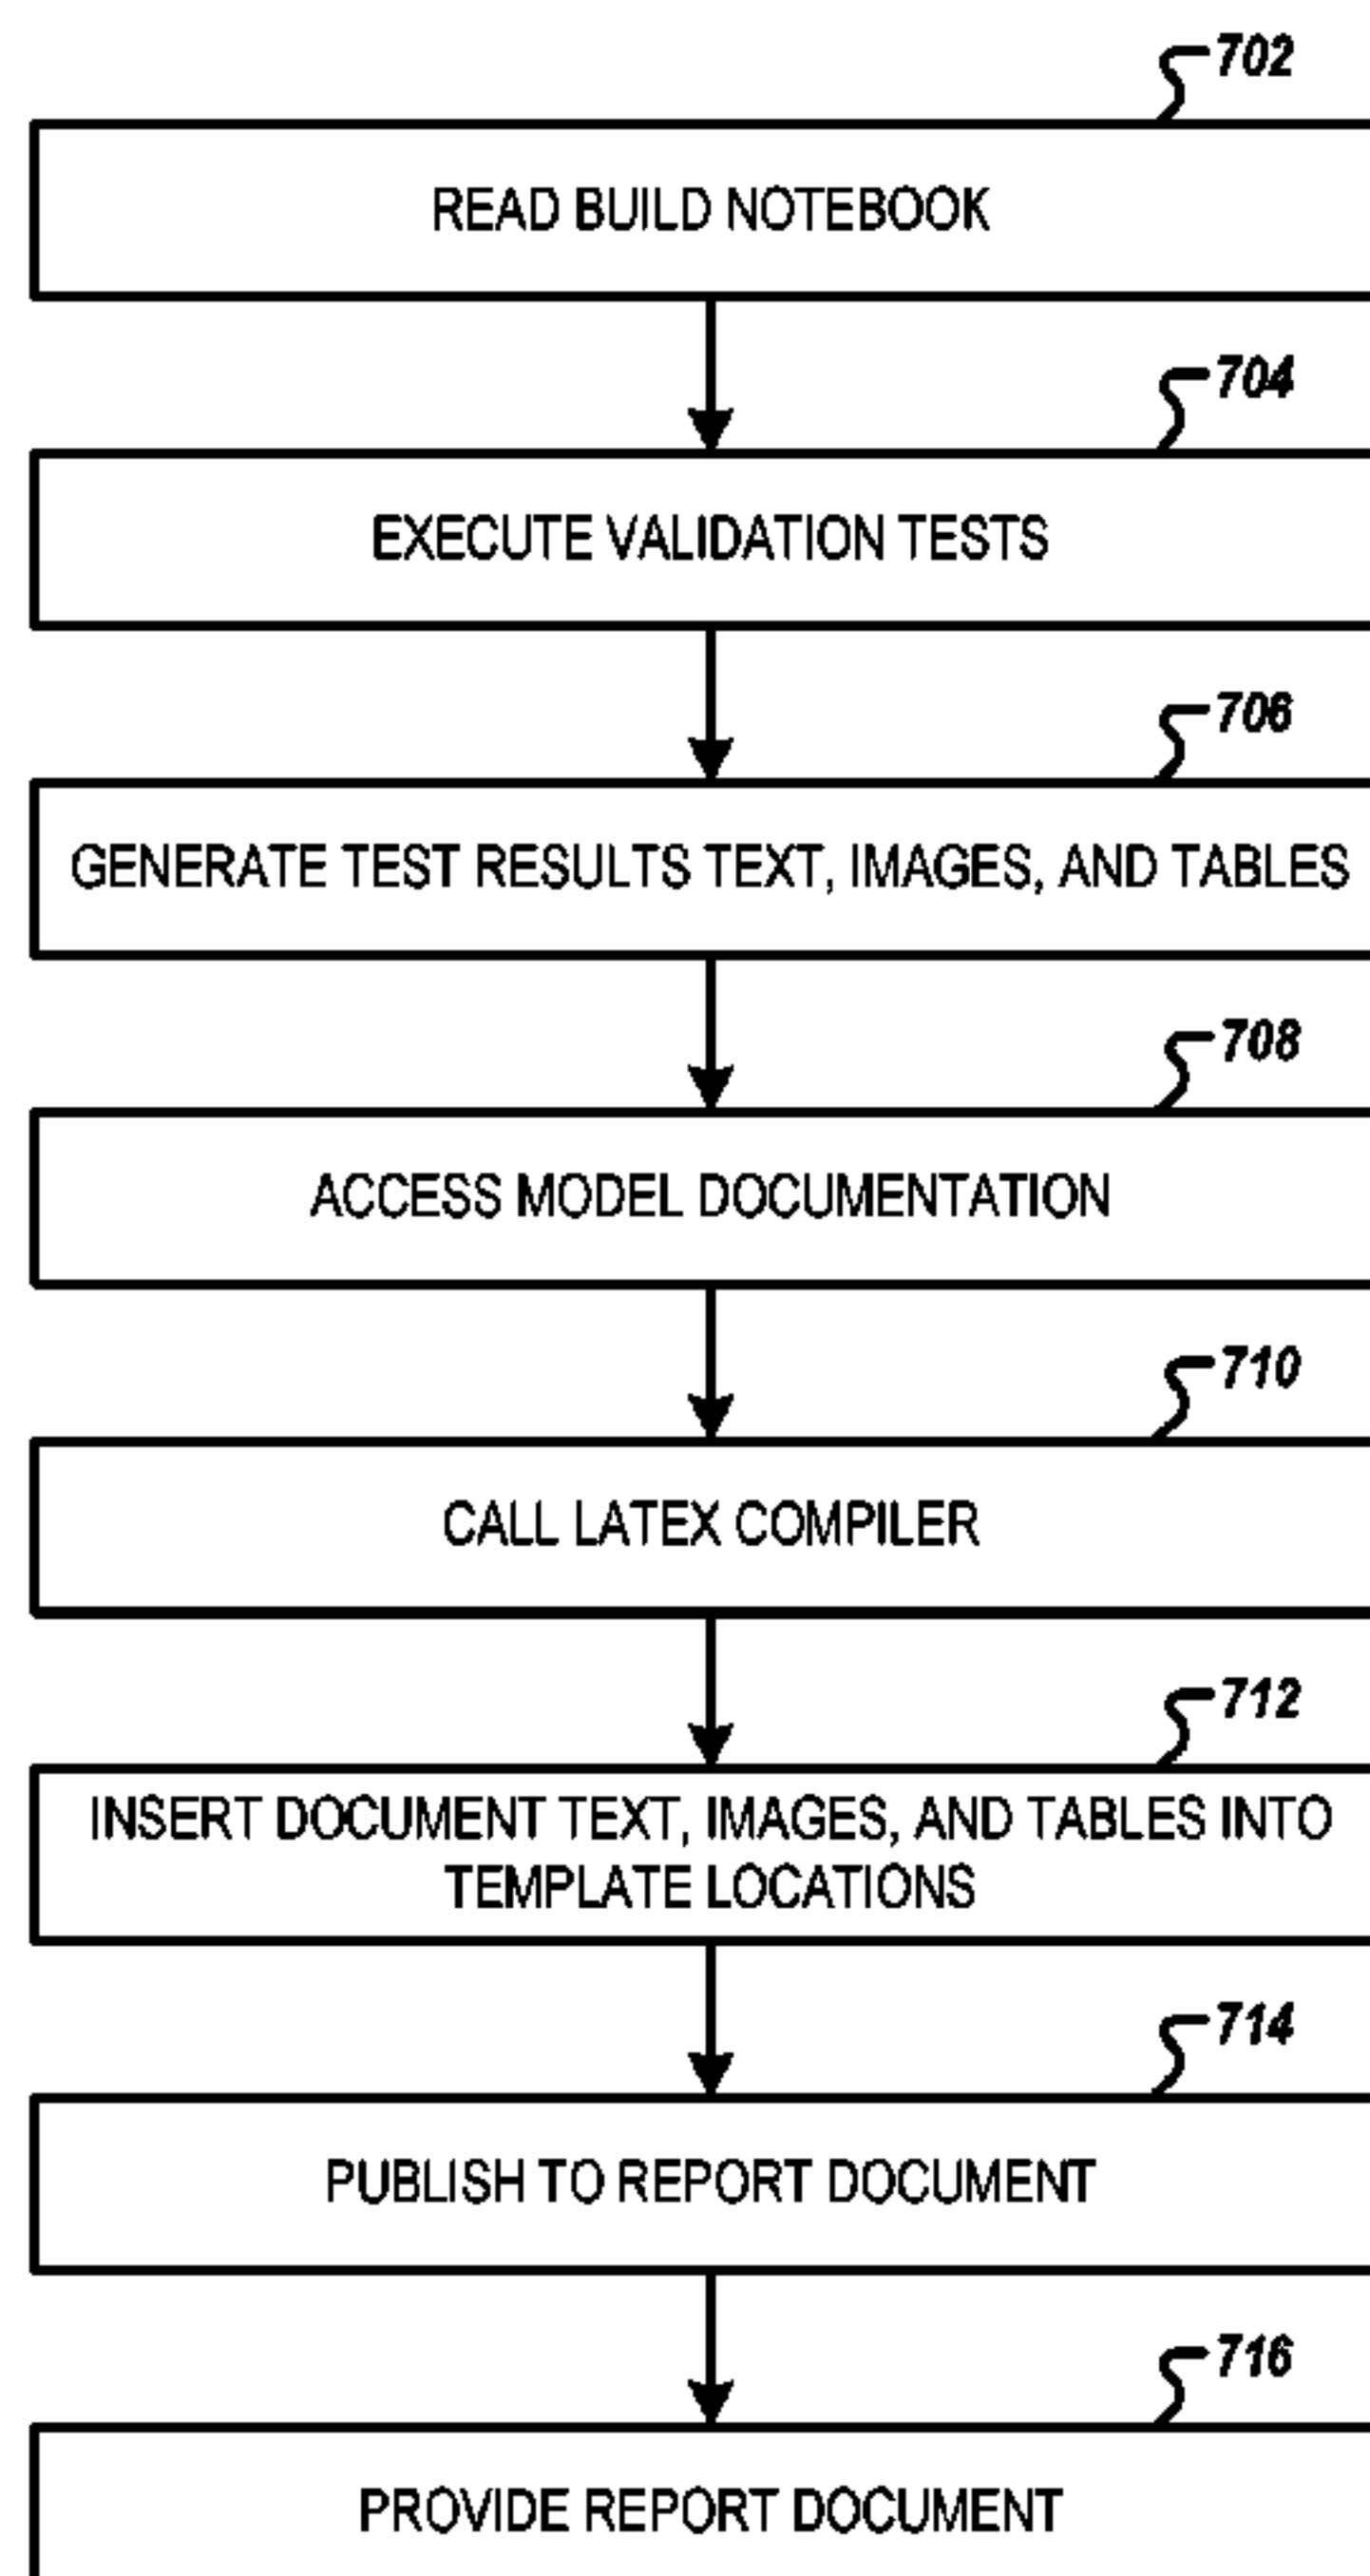 702
READ BUILD NOTEBOOK
704
EXECUTE VALIDATION TESTS
706
GENERATE TEST RESULTS TEXT, IMAGES, AND TABLES
708
ACCESS MODEL DOCUMENTATION
710
CALL LATEX COMPILER
712
INSERT DOCUMENT TEXT, IMAGES, AND TABLES INTO
TEMPLATE LOCATIONS
714
PUBLISH TO REPORT DOCUMENT
716
PROVIDE REPORT DOCUMENT